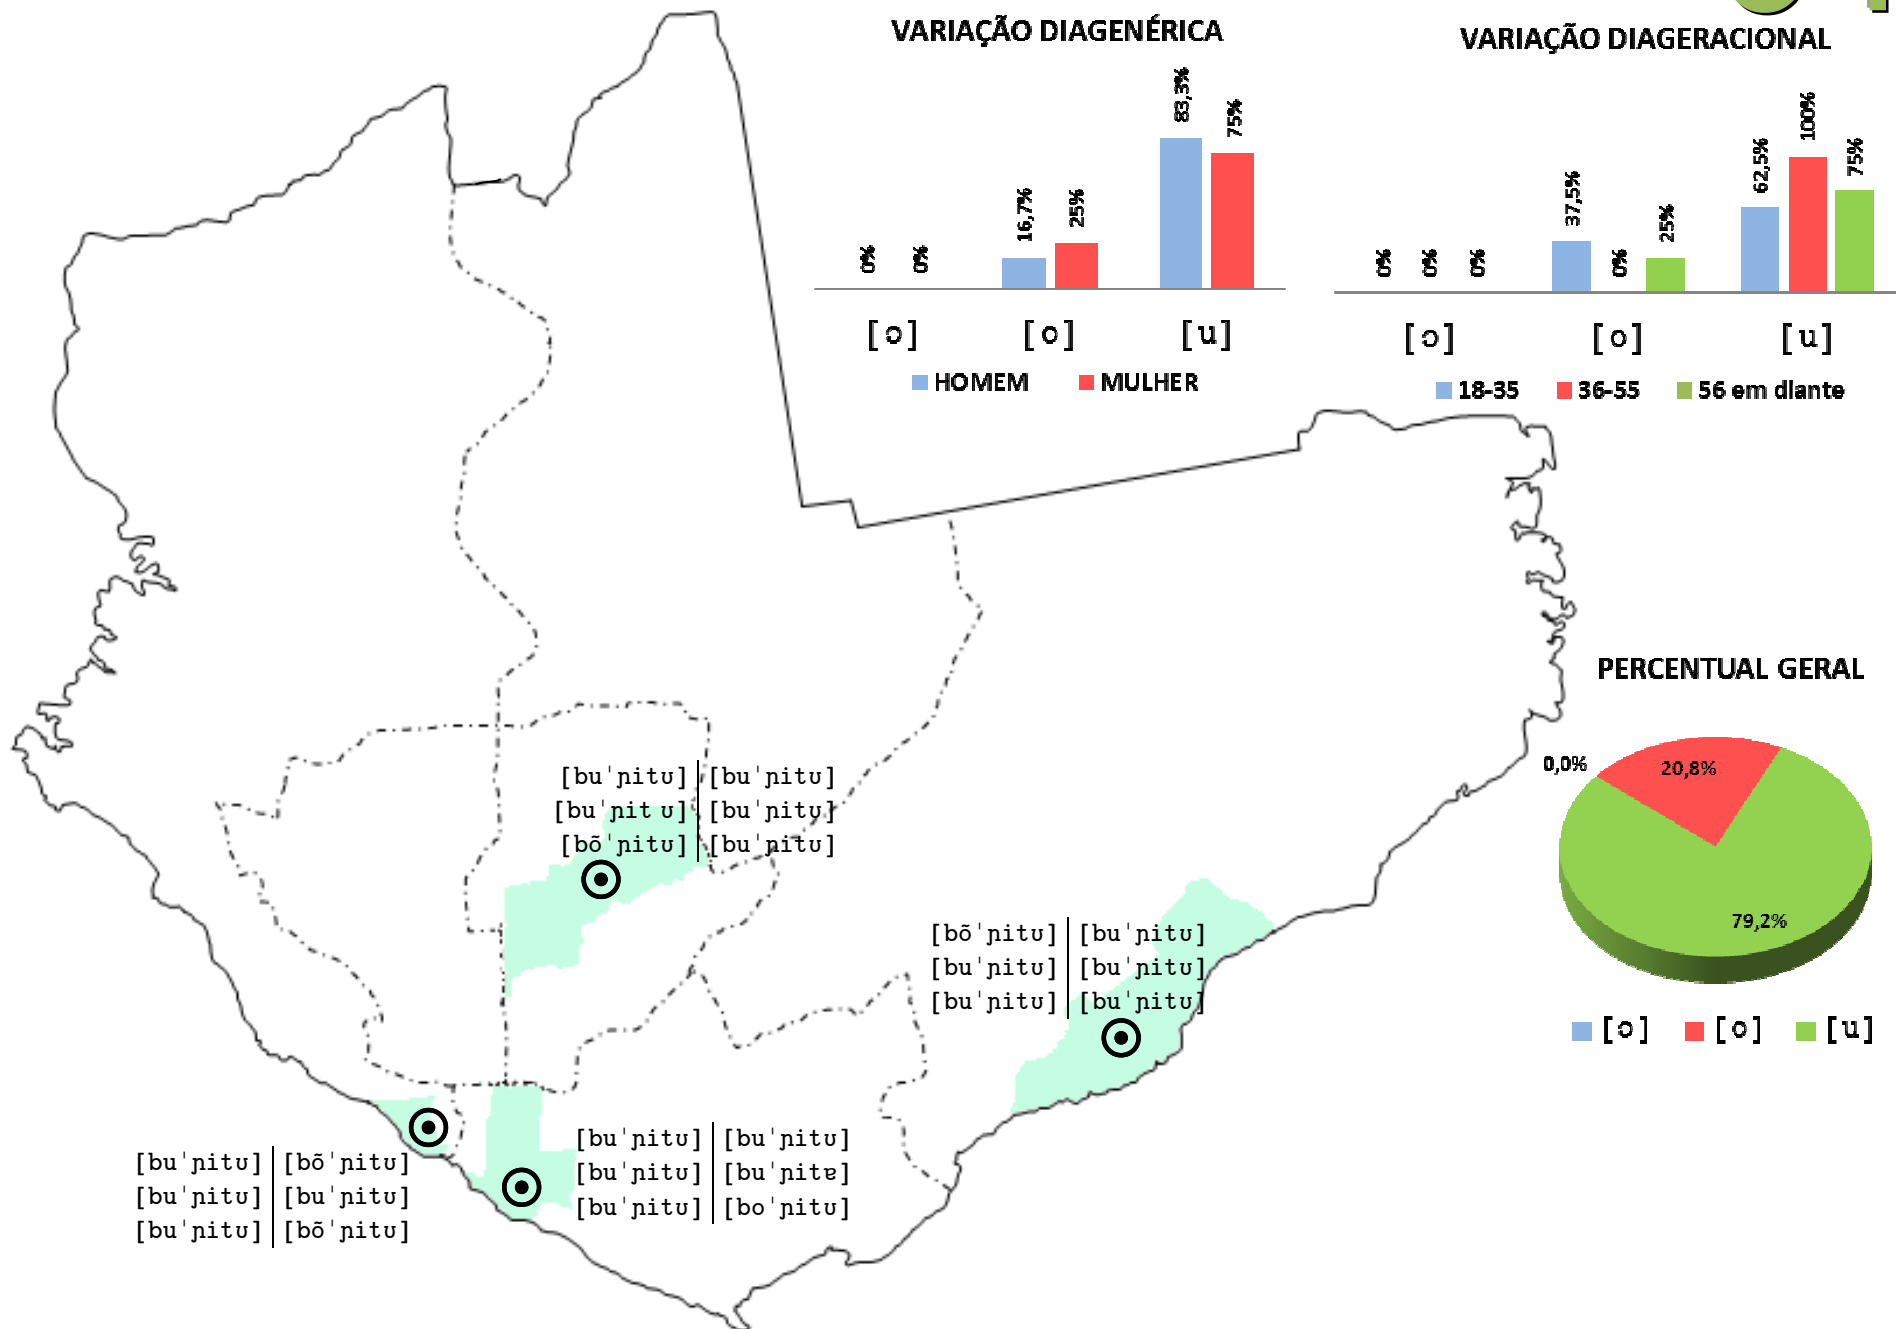 VARIAÇÃO DIAGENÉRICA
83,3%
75%
16,7%
25%
0%
0%
[ɔ]
[o]
[u]
HOMEM
MULHER
VARIAÇÃO DIAGERACIONAL
100%
62,5%
75%
37,5%
25%
0%
0%
0%
0%
[ɔ]
[o]
[u]
18-35
36-55
56 em diante
PERCENTUAL GERAL
0,0%
20,8%
79,2%
[ɔ]
[o]
[u]
[buˈɲitʊ] [buˈɲitʊ]
[buˈɲit ʊ] [buˈɲitʊ]
[bõˈɲitʊ] [buˈɲitʊ]
[bõˈɲitʊ] [buˈɲitʊ]
[buˈɲitʊ] [buˈɲitʊ]
[buˈɲitʊ] [buˈɲitʊ]
[buˈɲitʊ] [bõˈɲitʊ]
[buˈɲitʊ] [buˈɲitʊ]
[buˈɲitʊ] [bõˈɲitʊ]
[buˈɲitʊ] [buˈɲitʊ]
[buˈɲitʊ] [buˈɲitɐ]
[buˈɲitʊ] [boˈɲitʊ]